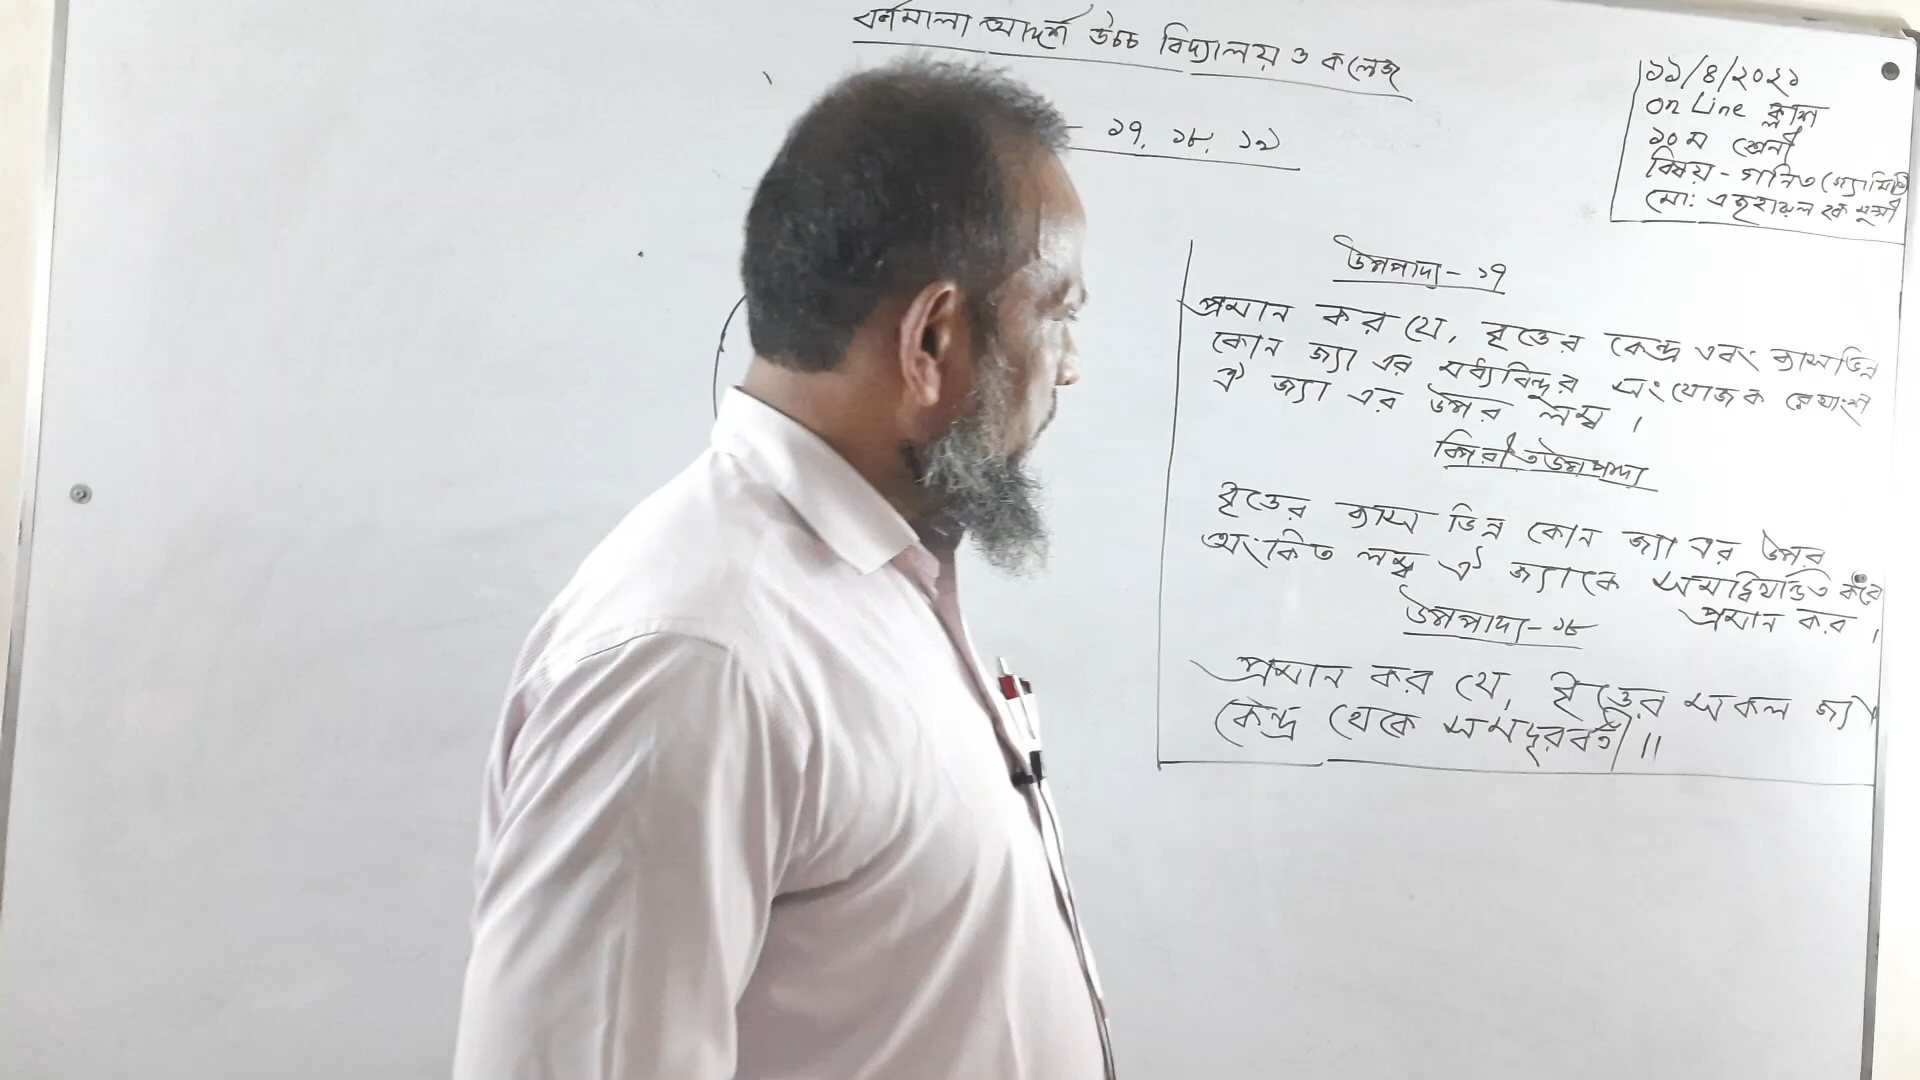 বর্ণমালা আদর্শ উচ্চ বিদ্যালয় ও কলেজ
- ১৭, ১৮, ১৯
১১/৪/২০২১
on Line ক্লাশ
১০ম শ্রেনী
বিষয় - গনিত (জ্যামিতি
মো:
উপপাদ্য - ১৭
প্রমান কর যে, বৃত্তের কেন্দ্র এবং ব্যাসভিন্ন
কোন জ্যা এর মধ্যবিন্দুর সংযোজক রেখাংশ
ঐ জ্যা এর উপর লম্ব ।
বিপরীত উপপাদ্য
বৃত্তের ব্যাস ভিন্ন কোন জ্যা এর উপর
অংকিত লম্ব ঐ জ্যাকে সমদ্বিখন্ডিত করে
প্রমান কর ।
উপপাদ্য - ১৮
প্রমান কর যে, বৃত্তের সকল জ্যা
কেন্দ্র থেকে সমদূরবর্তী ।।